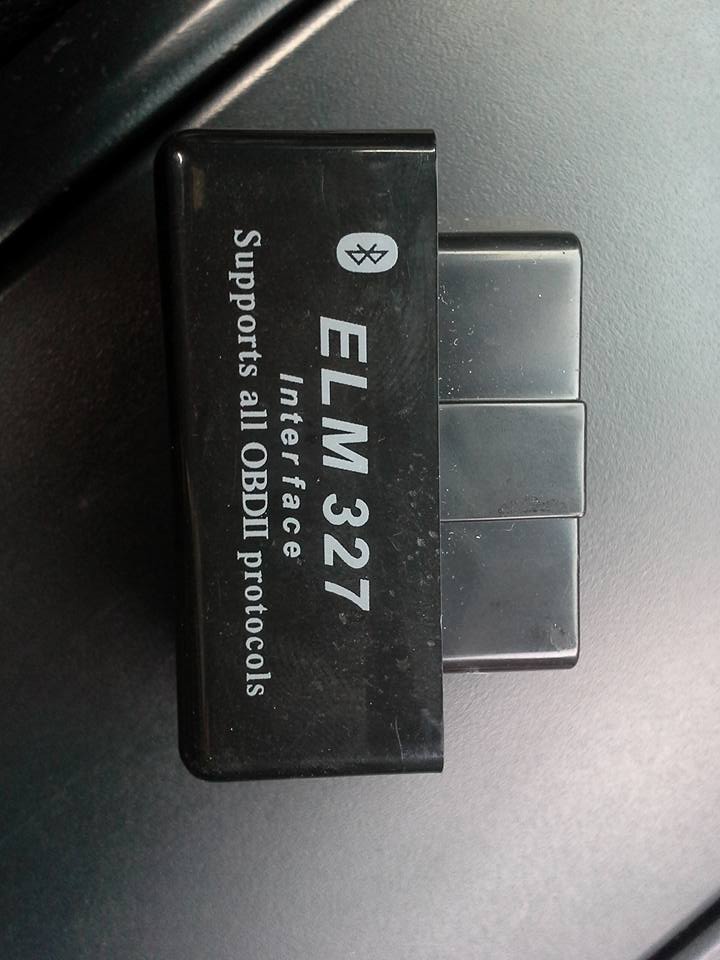 ELM 327
Interface
Supports all OBDII protocols